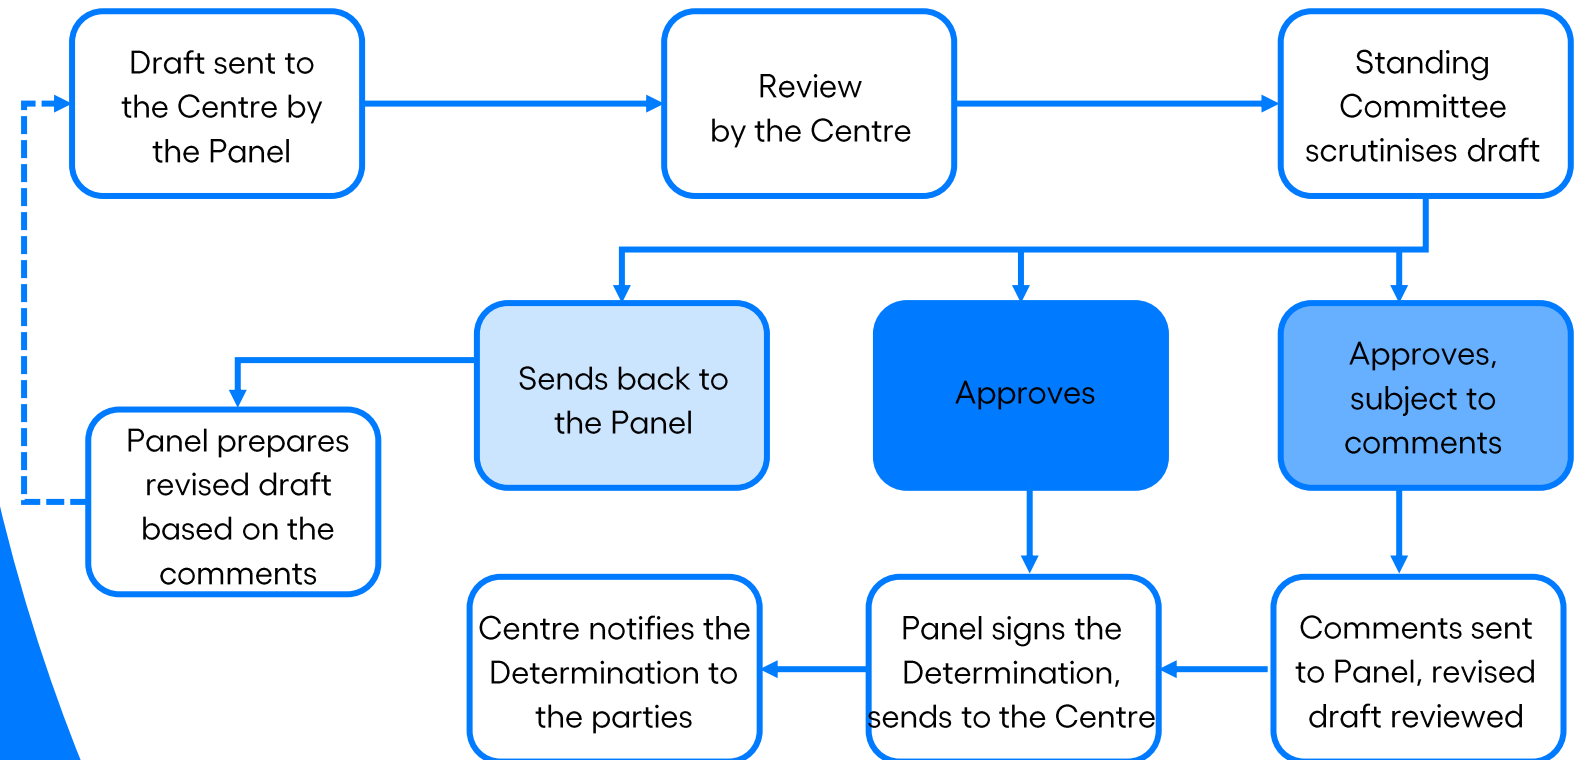 Draft sent to
the Centre by
the Panel
Review
by the Centre
Standing
Committee
scrutinises draft
Sends back to
the Panel
Approves
Approves,
subject to
comments
Panel prepares
revised draft
based on the
comments
Centre notifies the
Determination to
the parties
Panel signs the
Determination,
sends to the Centre
Comments sent
to Panel, revised
draft reviewed